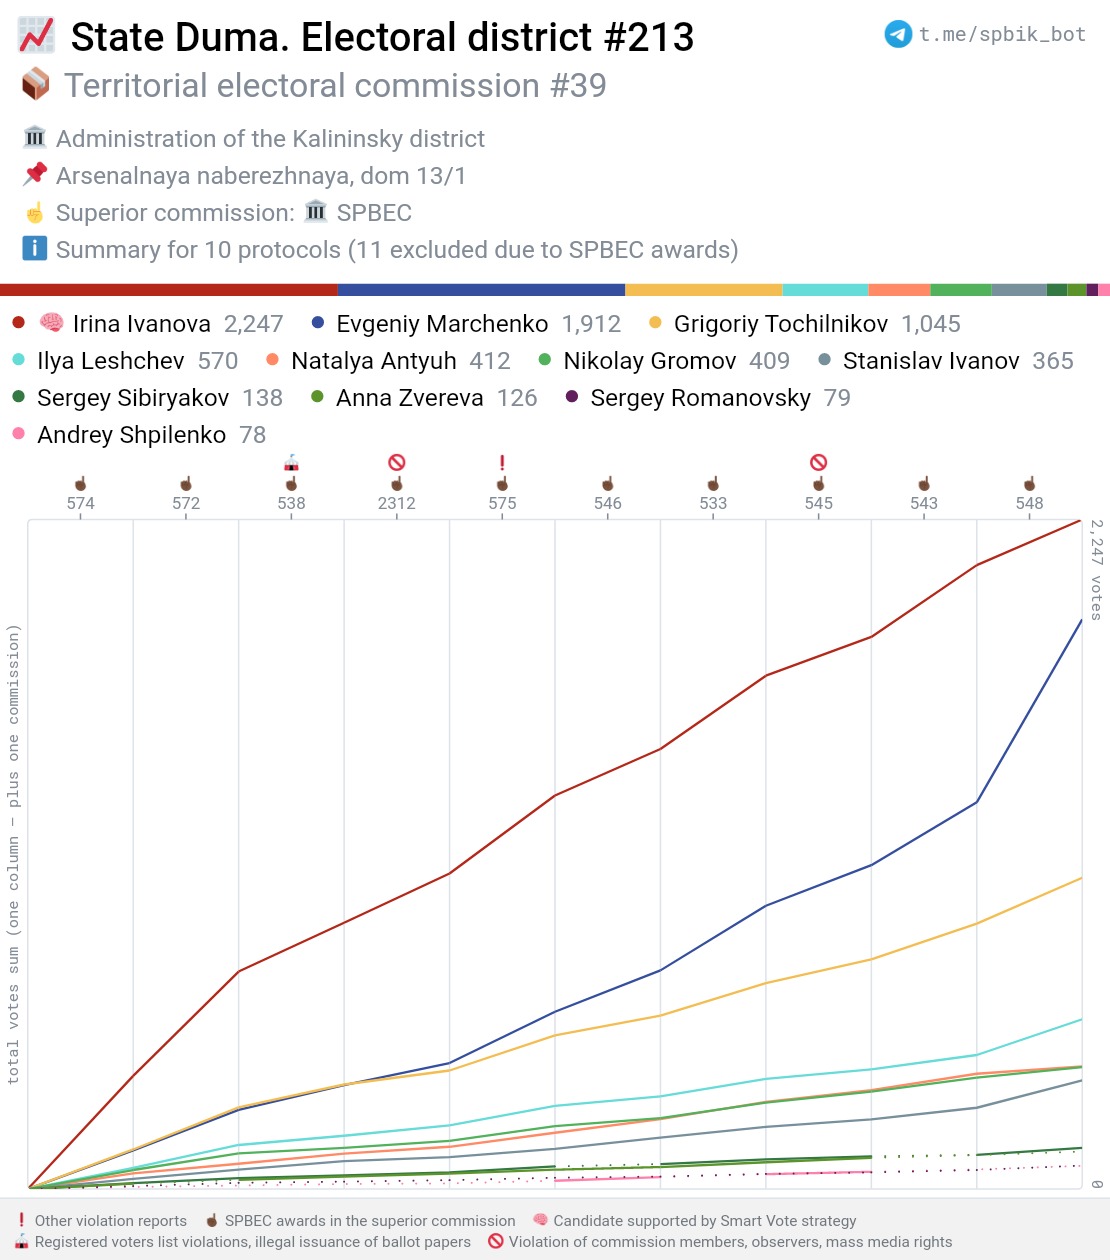 State Duma. Electoral district #213
t.me/spbik_bot
Territorial electoral commission #39
Administration of the Kalininsky district
Arsenalnaya naberezhnaya, dom 13/1
Superior commission: SPBEC
Summary for 10 protocols (11 excluded due to SPBEC awards)
Irina Ivanova 2,247 Evgeniy Marchenko 1,912 Grigoriy Tochilnikov 1,045
Ilya Leshchev 570 Natalya Antyuh 412 Nikolay Gromov 409 Stanislav Ivanov 365
Sergey Sibiryakov 138 Anna Zvereva 126 Sergey Romanovsky 79
Andrey Shpilenko 78
574 572 538 2312 575 546 533 545 543 548
2,247 votes
total votes sum (one column – plus one commission)
0
Other violation reports SPBEC awards in the superior commission Candidate supported by Smart Vote strategy
Registered voters list violations, illegal issuance of ballot papers Violation of commission members, observers, mass media rights